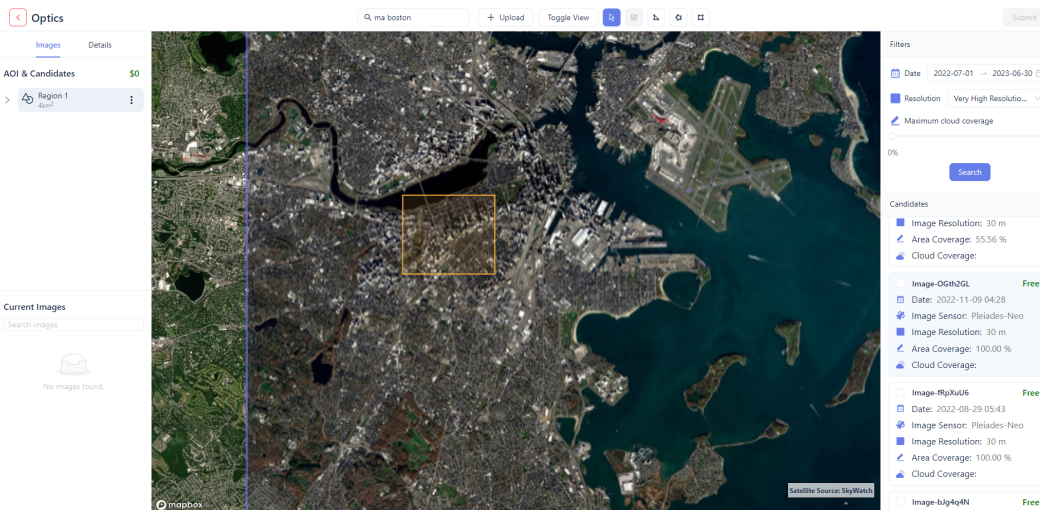 Optics
ma boston
Upload
Toggle View
Submit
Images
Details
AOI & Candidates
$0
Region 1
4km²
Current Images
Search images
No images found.
mapbox
Satellite Source: SkyWatch
Filters
Date
2022-07-01
2023-06-30
Resolution
Very High Resolutio...
Maximum cloud coverage
0%
Search
Candidates
Image Resolution: 30 m
Area Coverage: 55.56 %
Cloud Coverage:
Image-OGth2GL Free
Date: 2022-11-09 04:28
Image Sensor: Pleiades-Neo
Image Resolution: 30 m
Area Coverage: 100.00 %
Cloud Coverage:
Image-fRpXuU6 Free
Date: 2022-08-29 05:43
Image Sensor: Pleiades-Neo
Image Resolution: 30 m
Area Coverage: 100.00 %
Cloud Coverage:
Image-bJg4q4N Free